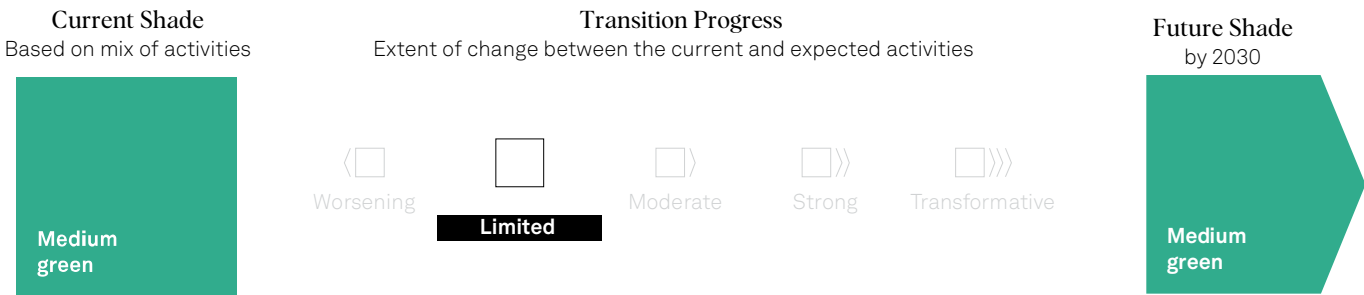 Current Shade
Based on mix of activities
Medium
green
Transition Progress
Extent of change between the current and expected activities
Worsening
Limited
Moderate
Strong
Transformative
Future Shade
by 2030
Medium
green